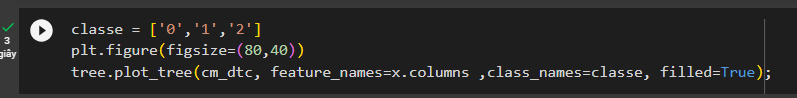 classe = ['0','1','2']
3
giây
plt.figure(figsize=(80,40))
tree.plot_tree(cm_dtc, feature_names=x.columns ,class_names=classe, filled=True);